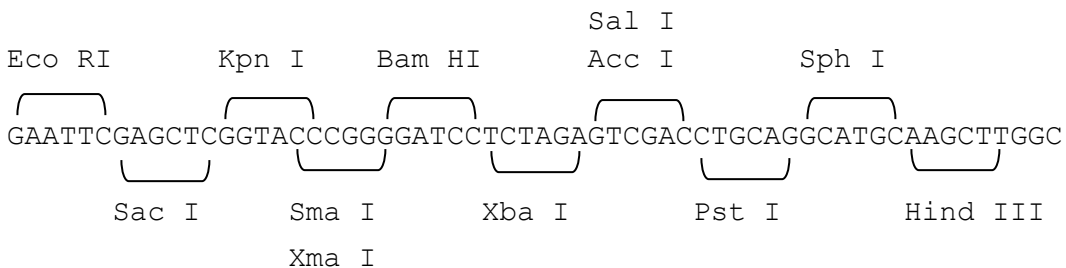 Sal I
Eco RI Kpn I Bam HI Acc I Sph I
GAATTCGAGCTCGGTACCCGGGGATCCTCTAGAGTCGACCTGCAGGCATGCAAGCTTGGC
Sac I Sma I Xba I Pst I Hind III
Xma I